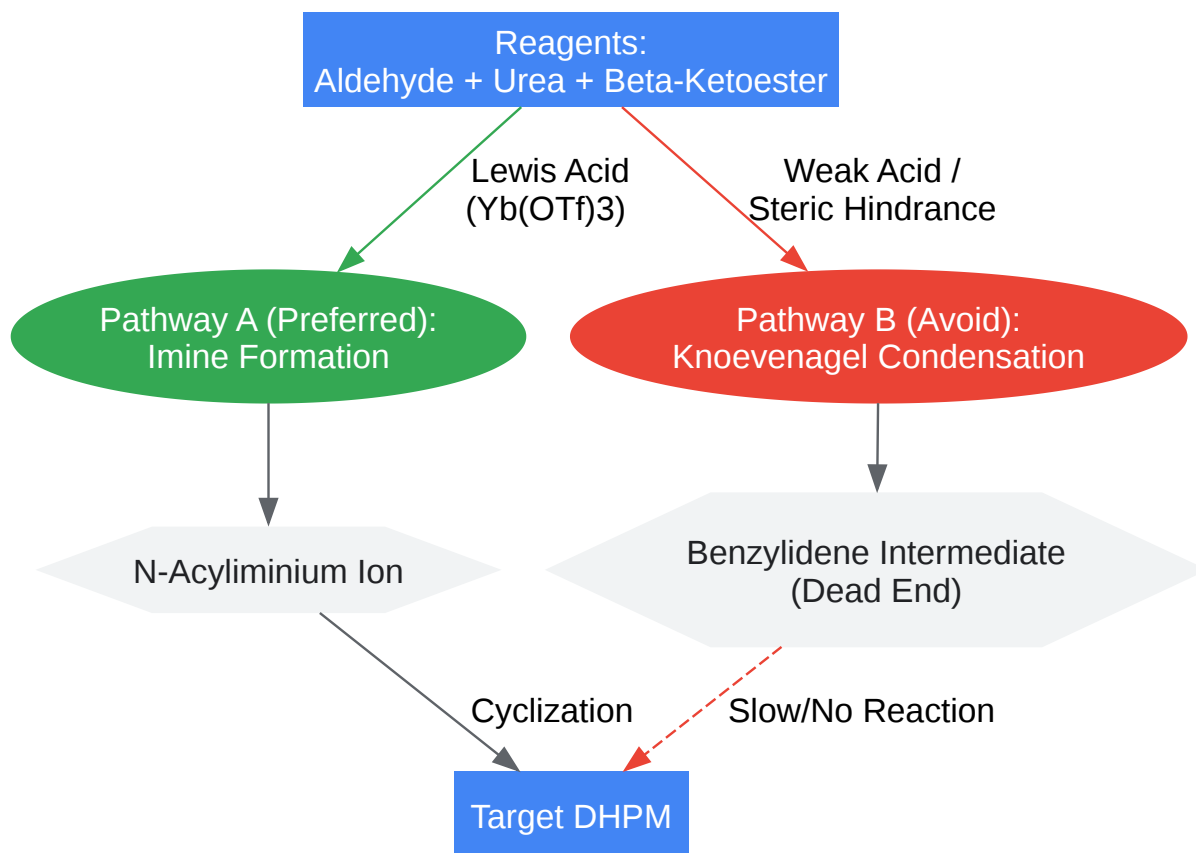 Reagents:
Aldehyde + Urea + Beta-Ketoester
Lewis Acid
(Yb(OTf)3)
Weak Acid /
Steric Hindrance
Pathway A (Preferred):
Imine Formation
Pathway B (Avoid):
Knoevenagel Condensation
N-Acyliminium Ion
Benzylidene Intermediate
(Dead End)
Cyclization
Slow/No Reaction
Target DHPM